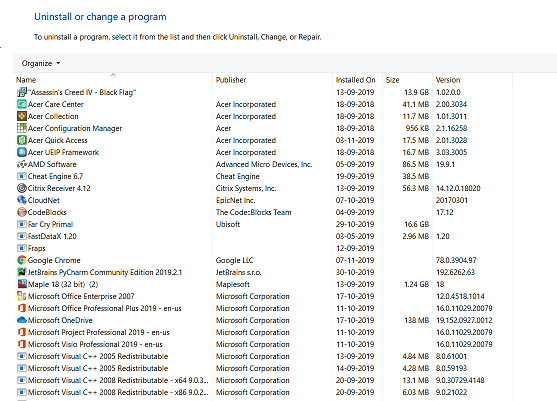 Uninstall or change a program
To uninstall a program, select it from the list and then click Uninstall, Change, or Repair.
Organize
Name Publisher Installed On Size Version
"Assassin's Creed IV - Black Flag" 13-09-2019 13.9 GB 1.02.0.0
Acer Care Center Acer Incorporated 18-09-2018 41.1 MB 2.00.3034
Acer Collection Acer Incorporated 18-09-2018 11.7 MB 1.01.3011
Acer Configuration Manager Acer 18-09-2018 956 KB 2.1.16258
Acer Quick Access Acer Incorporated 03-11-2019 17.5 MB 2.01.3028
Acer UEIP Framework Acer Incorporated 18-09-2018 16.7 MB 3.03.3005
AMD Software Advanced Micro Devices, Inc. 05-09-2019 86.5 MB 19.9.1
Cheat Engine 6.7 Cheat Engine 19-09-2019 38.5 MB
Citrix Receiver 4.12 Citrix Systems, Inc. 13-09-2019 56.3 MB 14.12.0.18020
CloudNet EpicNet Inc. 07-10-2019 20170301
CodeBlocks The Code::Blocks Team 04-09-2019 17.12
Far Cry Primal Ubisoft 29-10-2019 16.6 GB
FastDataX 1.20 03-05-2019 2.96 MB 1.20
Fraps 12-09-2019
Google Chrome Google LLC 07-11-2019 78.0.3904.97
JetBrains PyCharm Community Edition 2019.2.1 JetBrains s.r.o. 30-10-2019 192.6262.63
Maple 18 (32 bit) (2) Maplesoft 13-09-2019 1.24 GB 18
Microsoft Office Enterprise 2007 Microsoft Corporation 17-10-2019 12.0.4518.1014
Microsoft Office Professional Plus 2019 - en-us Microsoft Corporation 11-10-2019 16.0.11029.20079
Microsoft OneDrive Microsoft Corporation 17-10-2019 138 MB 19.152.0927.0012
Microsoft Project Professional 2019 - en-us Microsoft Corporation 11-10-2019 16.0.11029.20079
Microsoft Visio Professional 2019 - en-us Microsoft Corporation 11-10-2019 16.0.11029.20079
Microsoft Visual C++ 2005 Redistributable Microsoft Corporation 13-09-2019 4.84 MB 8.0.61001
Microsoft Visual C++ 2005 Redistributable Microsoft Corporation 14-09-2019 4.28 MB 8.0.59193
Microsoft Visual C++ 2008 Redistributable - x64 9.0.3... Microsoft Corporation 20-09-2019 13.1 MB 9.0.30729.4148
Microsoft Visual C++ 2008 Redistributable - x86 9.0.2... Microsoft Corporation 20-09-2019 6.03 MB 9.0.21022